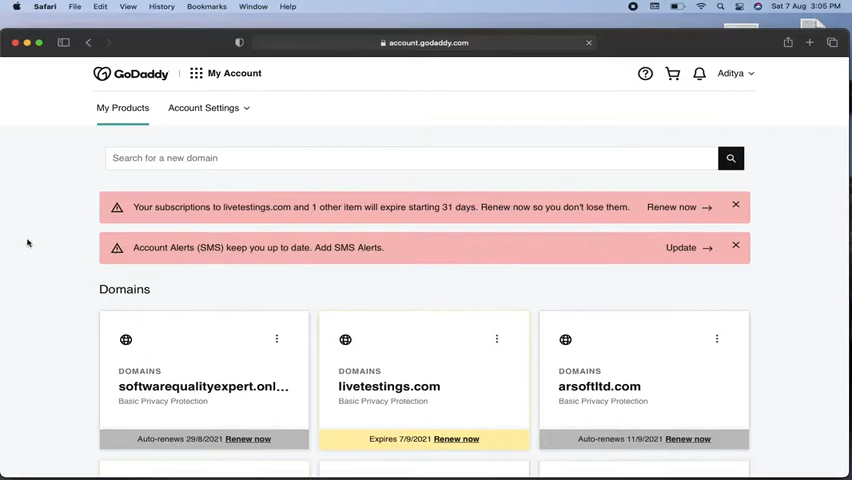 Safari File Edit View History Bookmarks Window Help Sat 7 Aug 3:05 PM
account.godaddy.com
GoDaddy My Account Aditya
My Products Account Settings
Search for a new domain
Your subscriptions to livetestings.com and 1 other item will expire starting 31 days. Renew now so you don't lose them. Renew now →
Account Alerts (SMS) keep you up to date. Add SMS Alerts. Update →
Domains
DOMAINS DOMAINS DOMAINS
softwarequalityexpert.onl... livetestings.com arsoftltd.com
Basic Privacy Protection Basic Privacy Protection Basic Privacy Protection
Auto-renews 29/8/2021 Renew now Expires 7/9/2021 Renew now Auto-renews 11/9/2021 Renew now